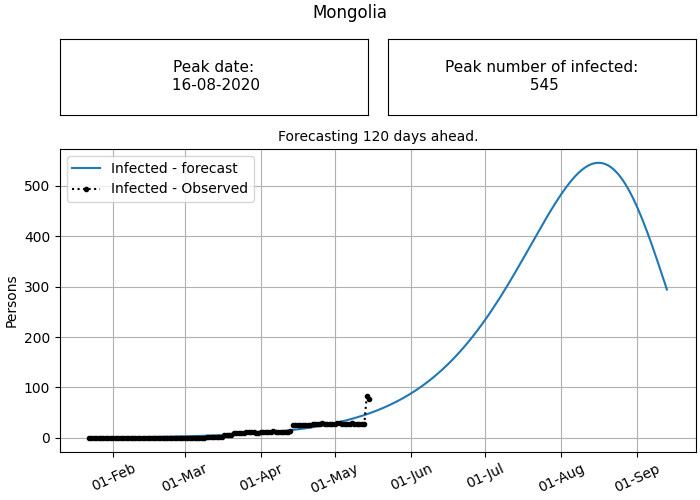 Mongolia
Peak date:
16-08-2020
Peak number of infected:
545
Forecasting 120 days ahead.
Infected - forecast
Infected - Observed
Persons
500
400
300
200
100
0
01-Feb
01-Mar
01-Apr
01-May
01-Jun
01-Jul
01-Aug
01-Sep